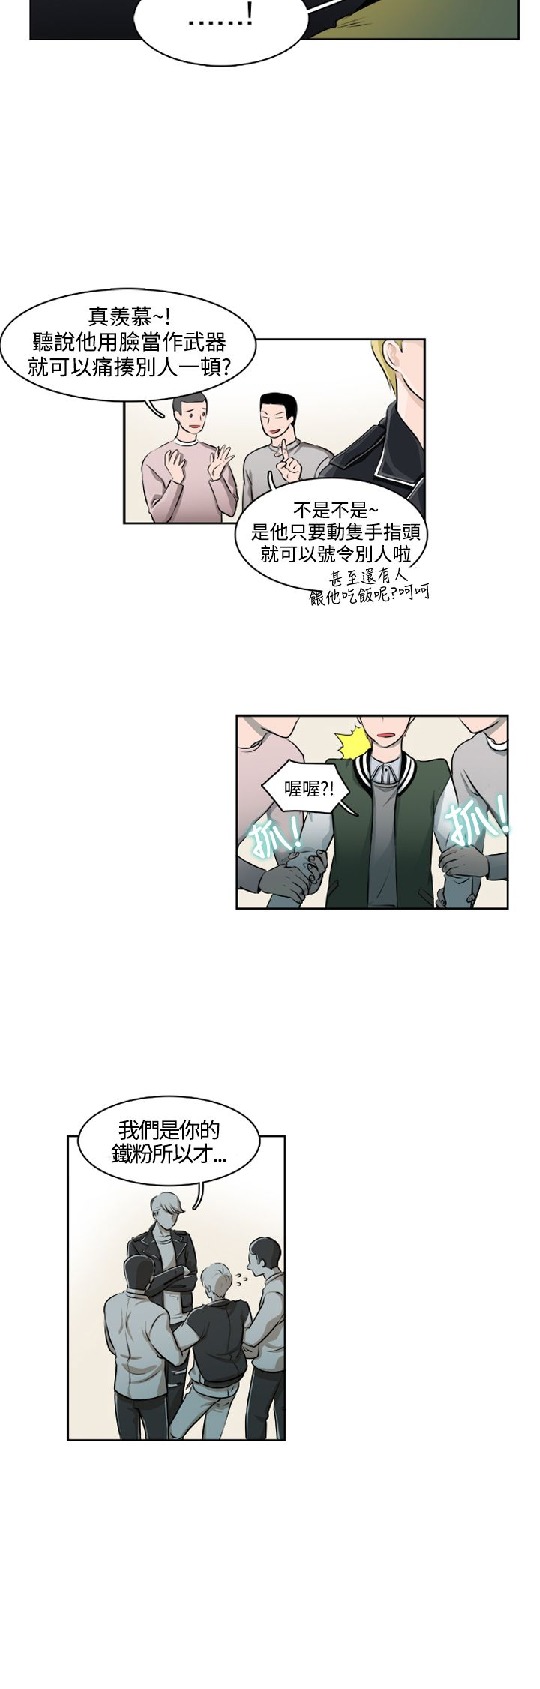 ......!
真羨慕~!
聽說他用臉當作武器
就可以痛揍別人一頓?
不是不是~
是他只要動隻手指頭
就可以號令別人啦
甚至還有人
餵他吃飯呢?呵呵
喔喔?!
抓!
抓!
我們是你的
鐵粉所以才...